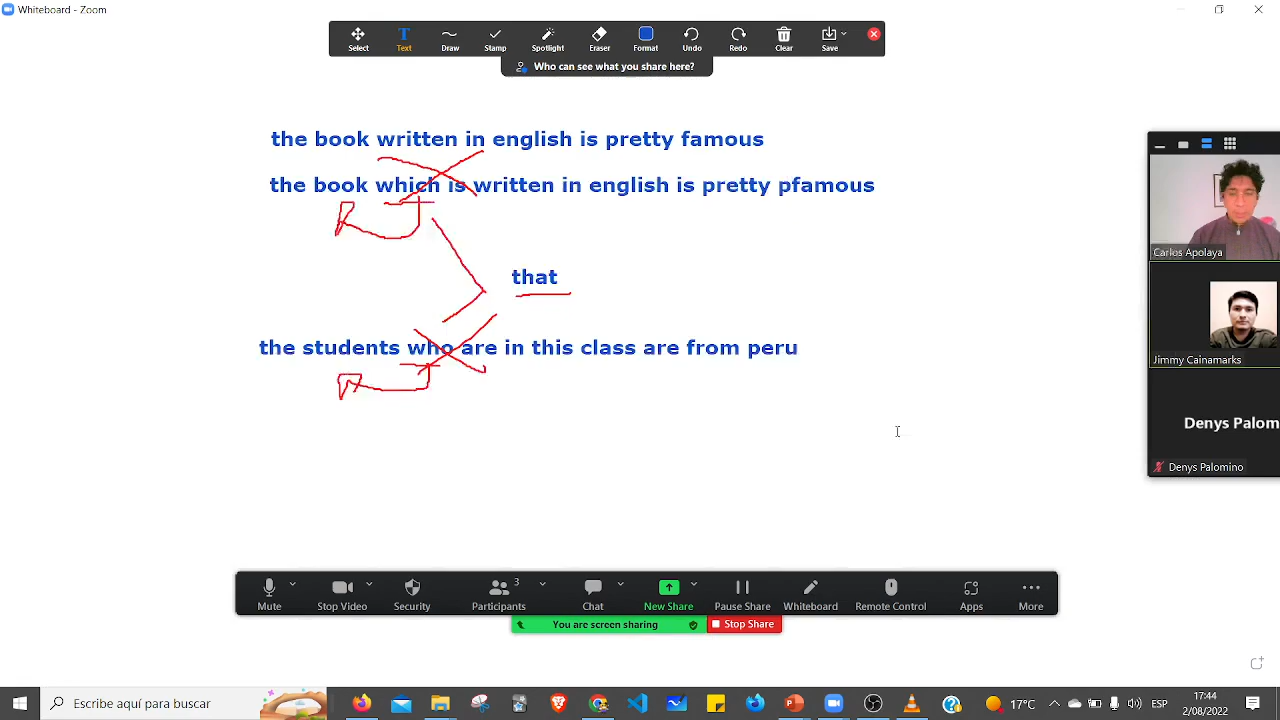 Whiteboard - Zoom
Select Text Draw Stamp Spotlight Eraser Format Undo Redo Clear Save
Who can see what you share here?
the book written in english is pretty famous
the book which is written in english is pretty pfamous
that
the students who are in this class are from peru
Carlos Apolaya
Jimmy Cainamarks
Denys Palom
Denys Palomino
3
Mute Stop Video Security Participants Chat New Share Pause Share Whiteboard Remote Control Apps More
You are screen sharing Stop Share
Escribe aquí para buscar
17°C ESP 17:44
2/08/2022